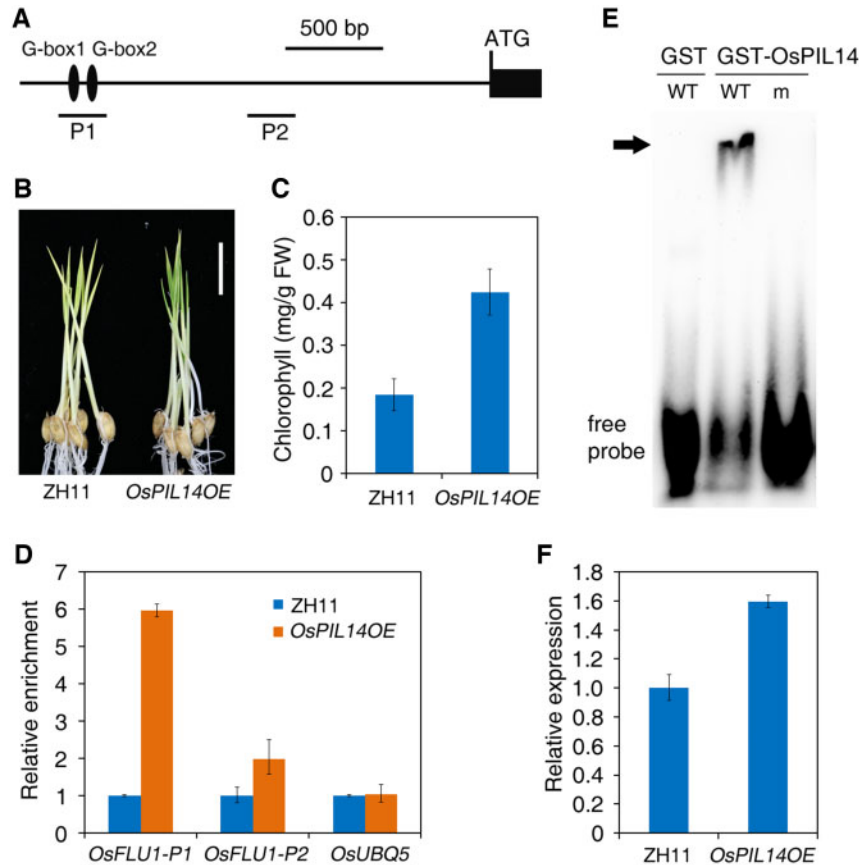 A
G-box1 G-box2
500 bp
ATG
P1
P2
B
ZH11
OsPIL14OE
C
Chlorophyll (mg/g FW)
0.6
0.5
0.4
0.3
0.2
0.1
0
ZH11
OsPIL14OE
D
Relative enrichment
7
6
5
4
3
2
1
0
ZH11
OsPIL14OE
OsFLU1-P1
OsFLU1-P2
OsUBQ5
E
GST GST-OsPIL14
WT WT m
free
probe
F
Relative expression
1.8
1.6
1.4
1.2
1.0
0.8
0.6
0.4
0.2
0.0
ZH11
OsPIL14OE